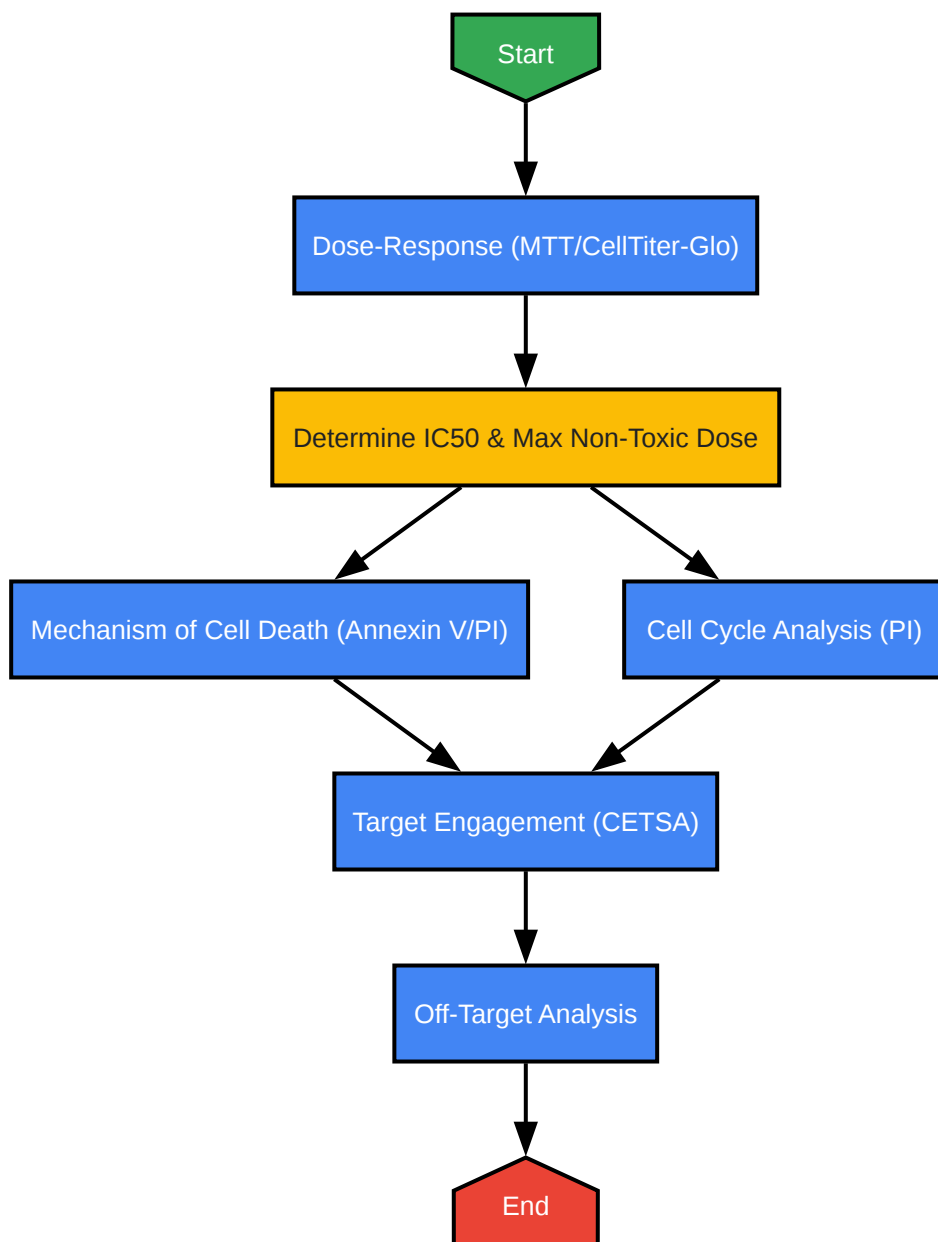 Start
Dose-Response (MTT/CellTiter-Glo)
Determine IC50 & Max Non-Toxic Dose
Mechanism of Cell Death (Annexin V/PI)
Cell Cycle Analysis (PI)
Target Engagement (CETSA)
Off-Target Analysis
End